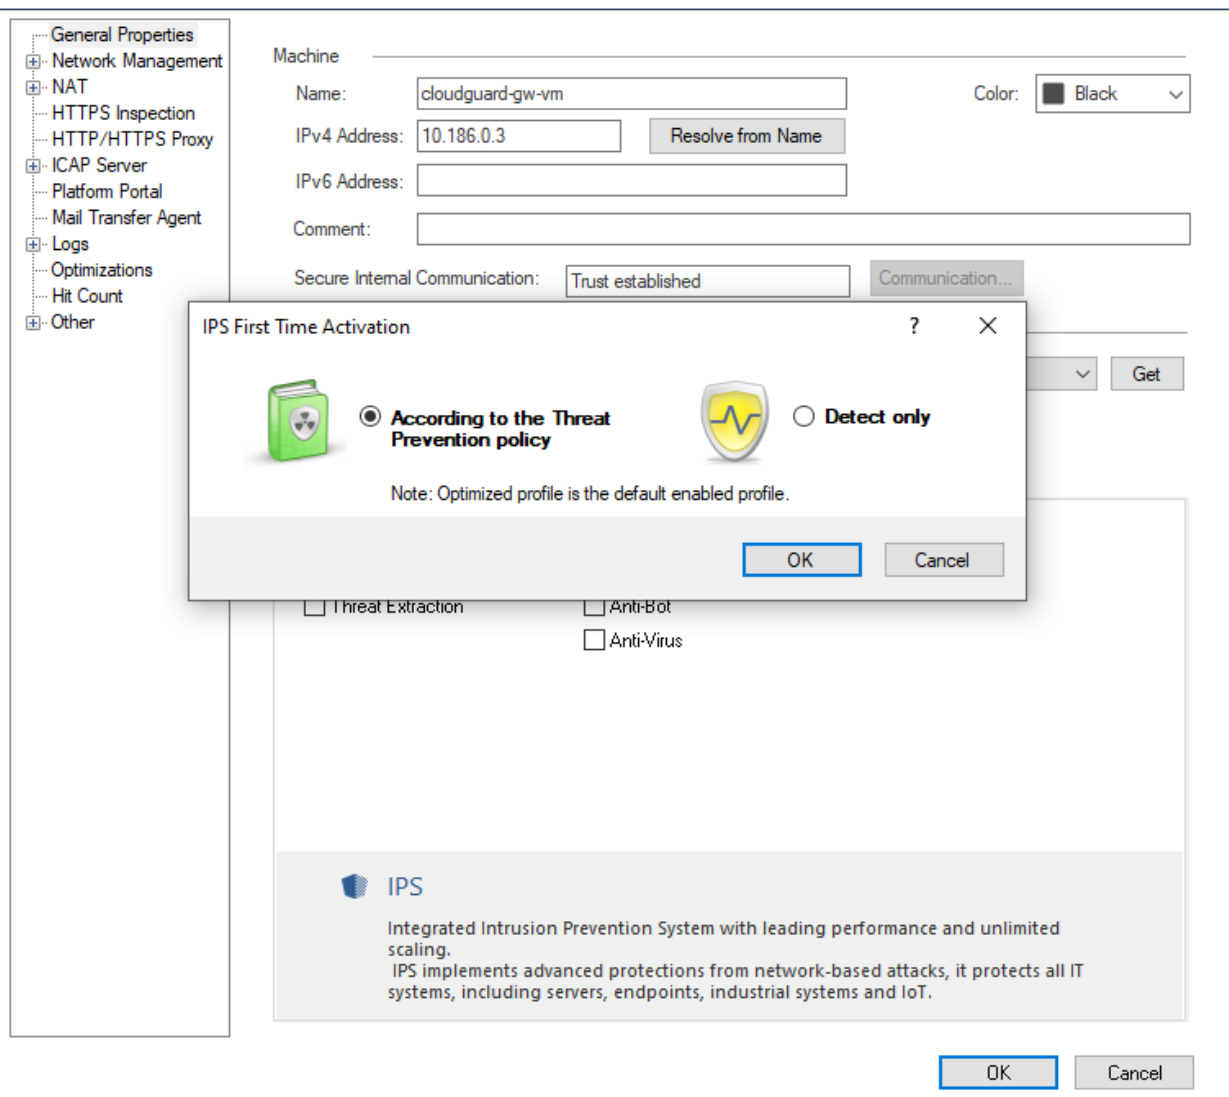 General Properties
Network Management
NAT
HTTPS Inspection
HTTP/HTTPS Proxy
ICAP Server
Platform Portal
Mail Transfer Agent
Logs
Optimizations
Hit Count
Other
Machine
Name:
cloudguard-gw-vm
Color:
Black
IPv4 Address:
10.186.0.3
Resolve from Name
IPv6 Address:
Comment:
Secure Internal Communication:
Trust established
Communication...
IPS First Time Activation
?
Get
According to the Threat
Prevention policy
Detect only
Note: Optimized profile is the default enabled profile.
OK
Cancel
Threat Extraction
Anti-Bot
Anti-Virus
IPS
Integrated Intrusion Prevention System with leading performance and unlimited
scaling.
IPS implements advanced protections from network-based attacks, it protects all IT
systems, including servers, endpoints, industrial systems and IoT.
OK
Cancel